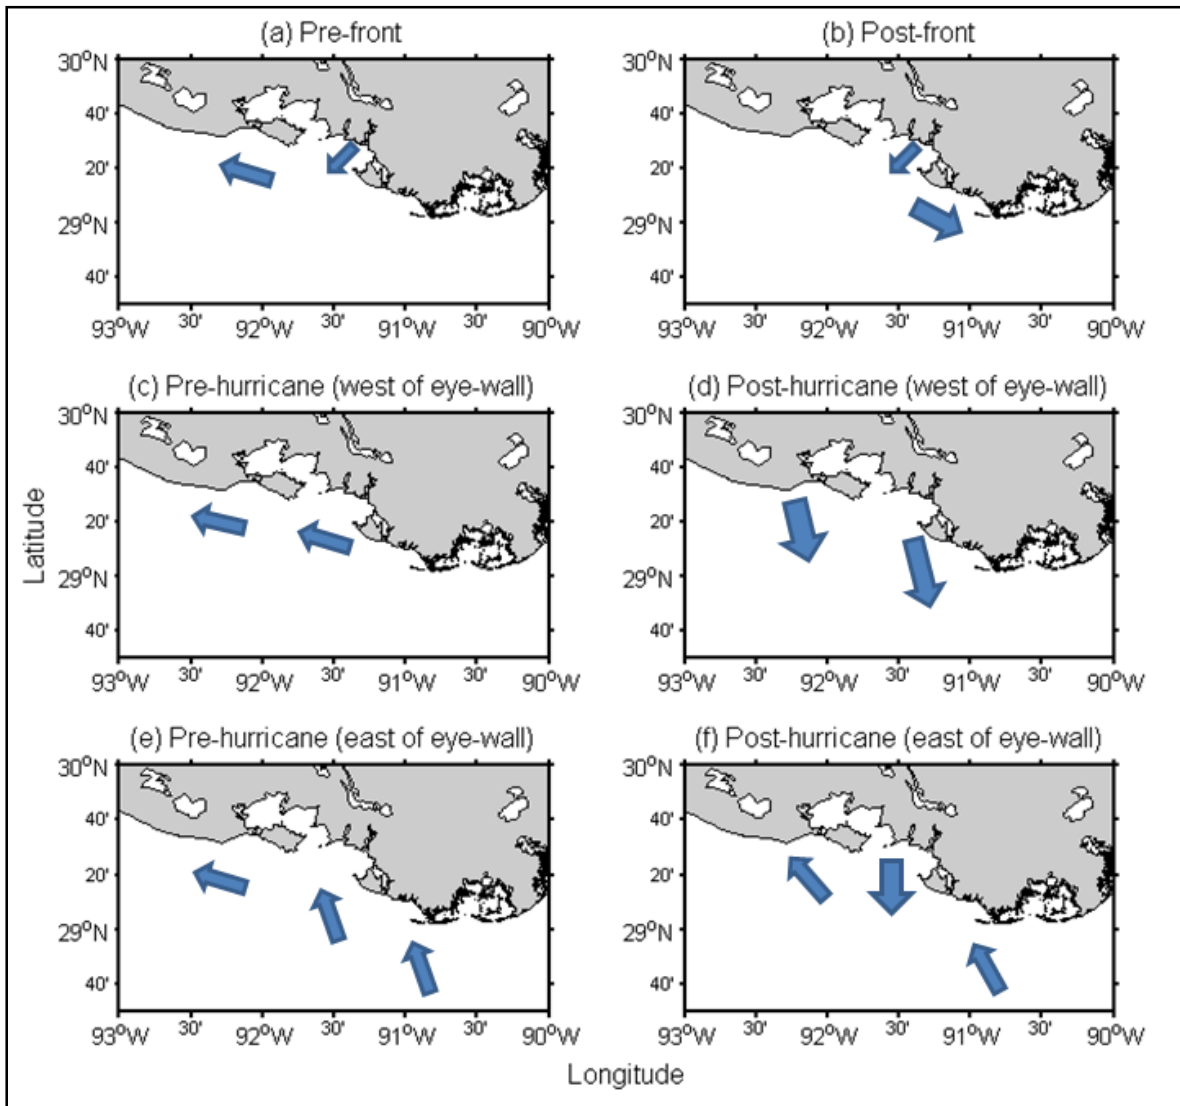 (a) Pre-front
(b) Post-front
30°N
40'
20'
29°N
40'
93°W 30' 92°W 30' 91°W 30' 90°W
30°N
40'
20'
29°N
40'
93°W 30' 92°W 30' 91°W 30' 90°W
(c) Pre-hurricane (west of eye-wall)
(d) Post-hurricane (west of eye-wall)
30°N
40'
20'
29°N
40'
93°W 30' 92°W 30' 91°W 30' 90°W
30°N
40'
20'
29°N
40'
93°W 30' 92°W 30' 91°W 30' 90°W
Latitude
(e) Pre-hurricane (east of eye-wall)
(f) Post-hurricane (east of eye-wall)
30°N
40'
20'
29°N
40'
93°W 30' 92°W 30' 91°W 30' 90°W
30°N
40'
20'
29°N
40'
93°W 30' 92°W 30' 91°W 30' 90°W
Longitude